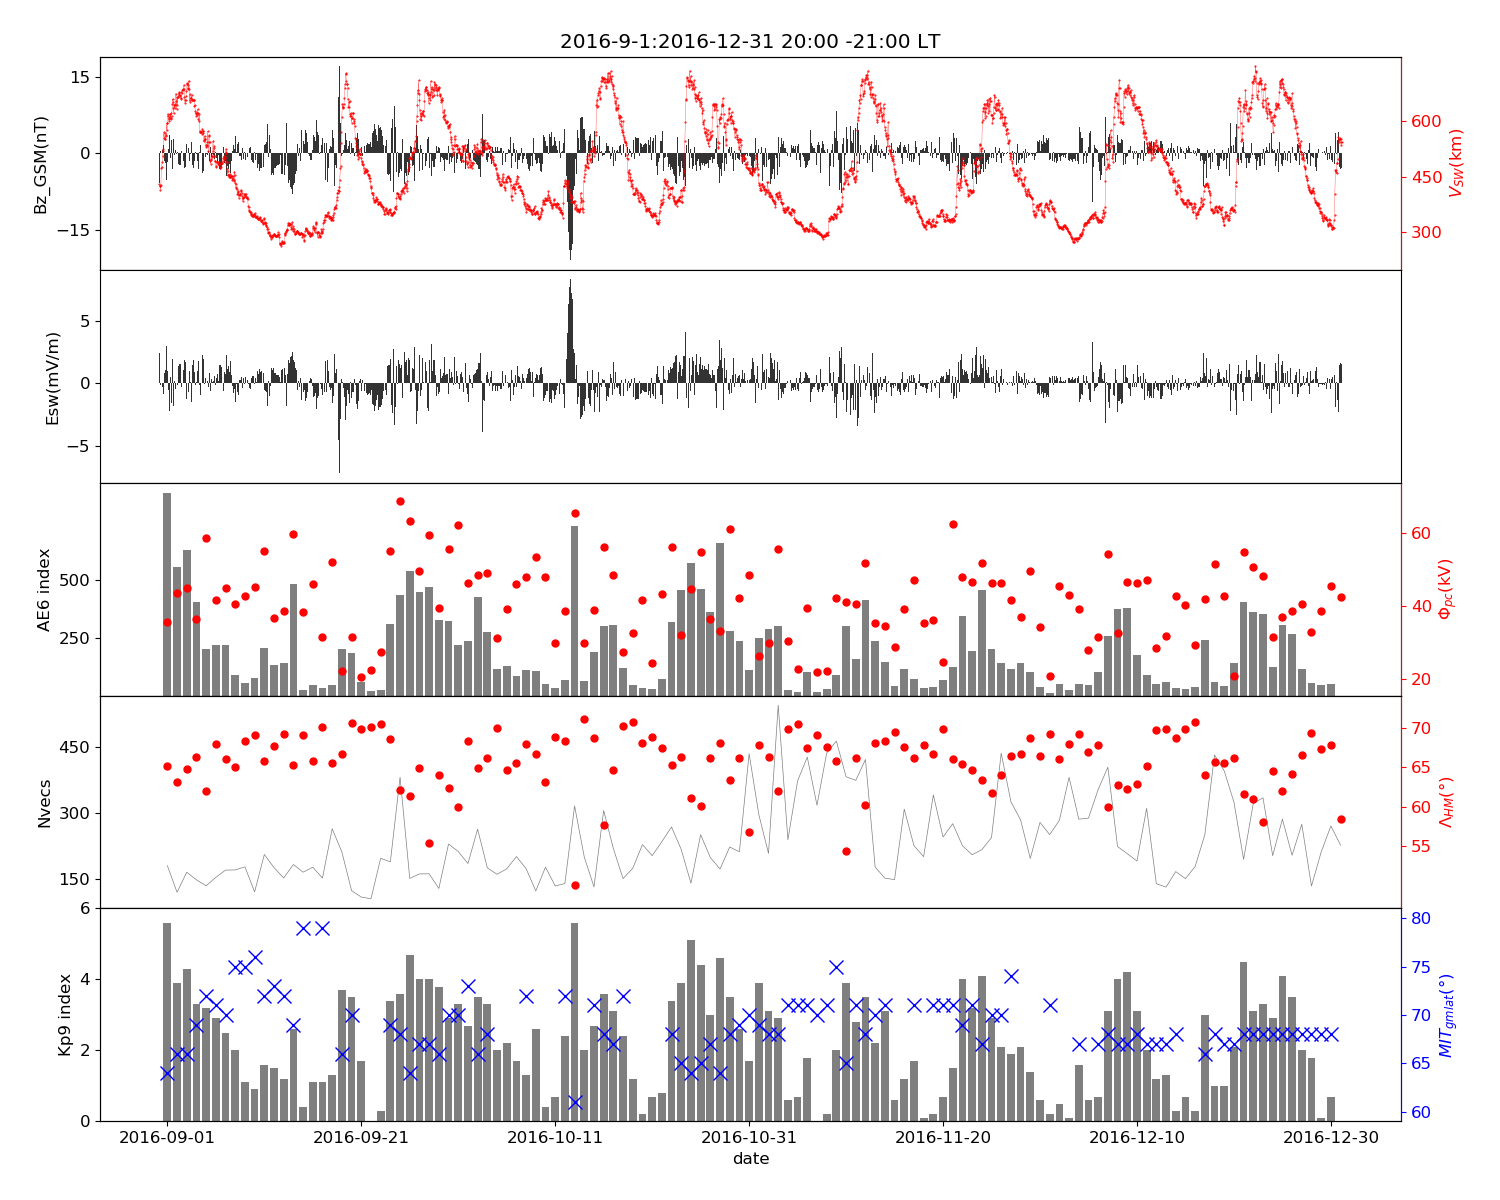 2016-9-1:2016-12-31 20:00 -21:00 LT
Bz_GSM(nT)
15
0
−15
600
450
300
V_SW(km)
Esw(mV/m)
5
0
−5
AE6 index
500
250
60
40
20
Φ_pc(kV)
Nvecs
450
300
150
70
65
60
55
Λ_HM(°)
Kp9 index
6
4
2
0
80
75
70
65
60
MIT_gmlat(°)
2016-09-01 2016-09-21 2016-10-11 2016-10-31 2016-11-20 2016-12-10 2016-12-30
date